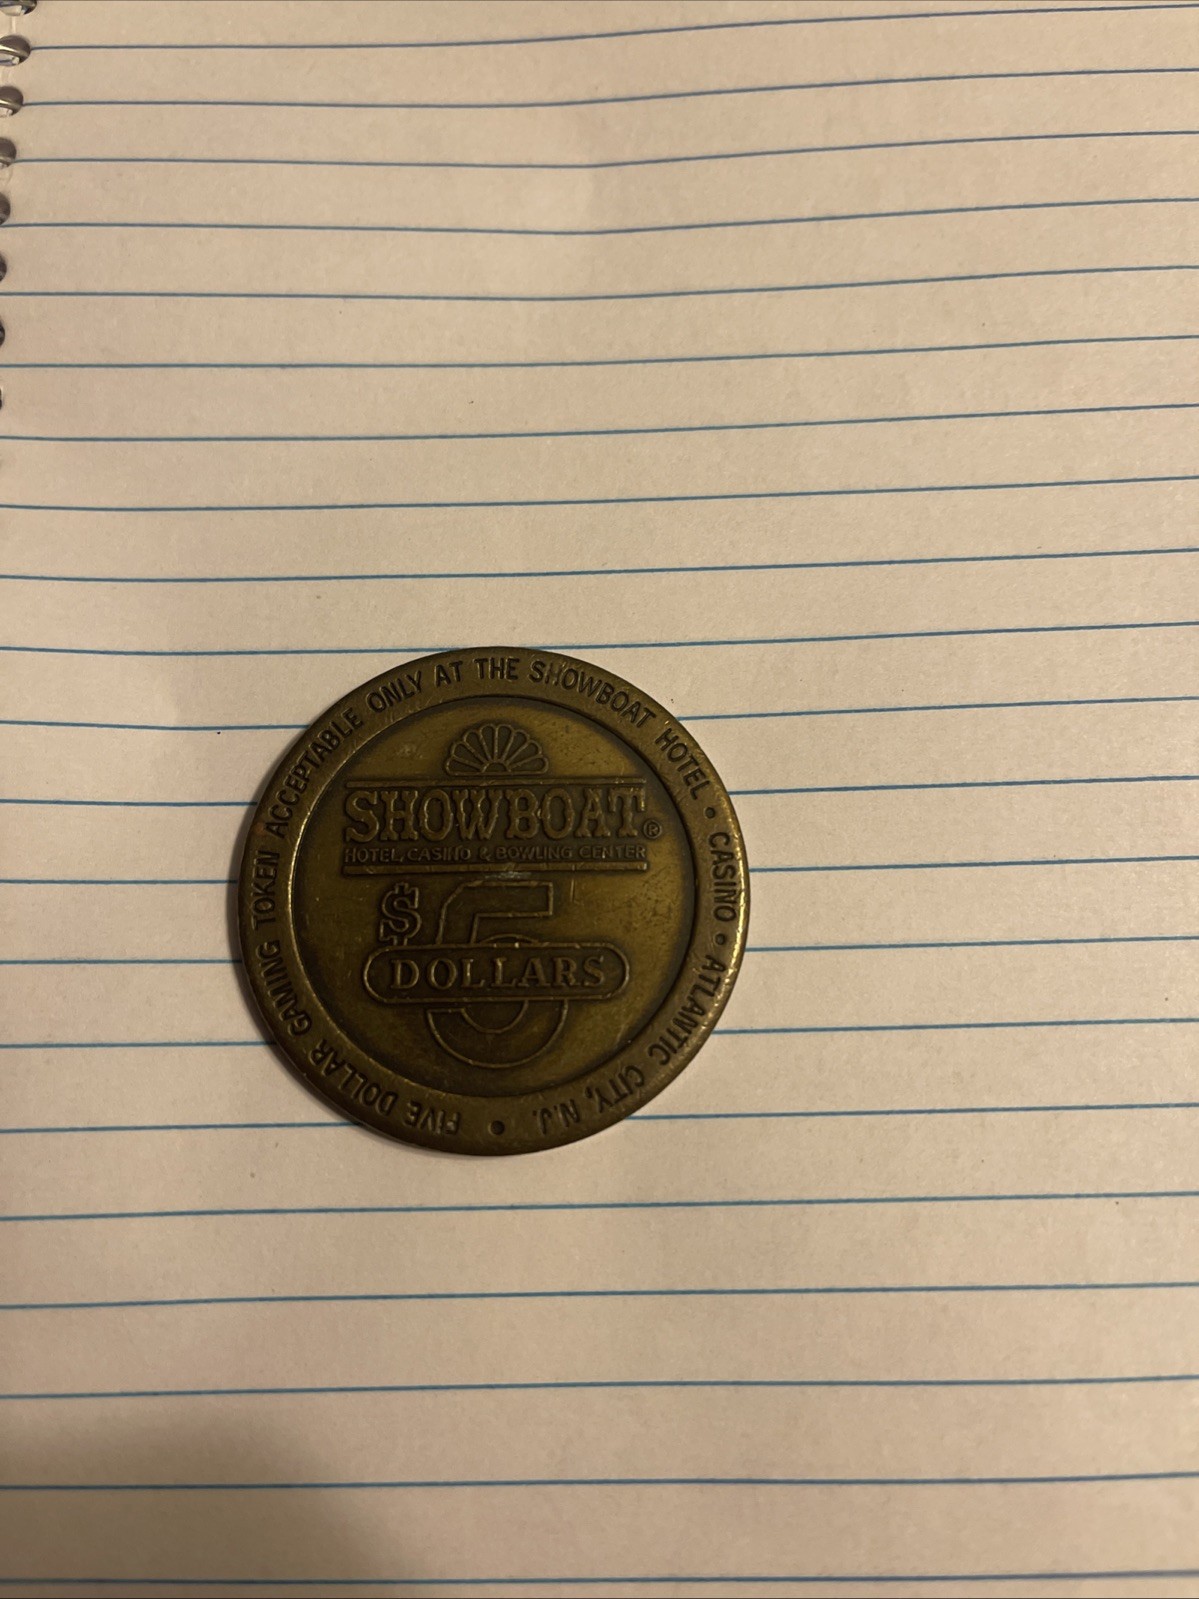 FIVE DOLLAR GAMING TOKEN ACCEPTABLE ONLY AT THE SHOWBOAT HOTEL • CASINO • ATLANTIC CITY, N.J. •
SHOWBOAT®
HOTEL, CASINO & BOWLING CENTER
$5
DOLLARS